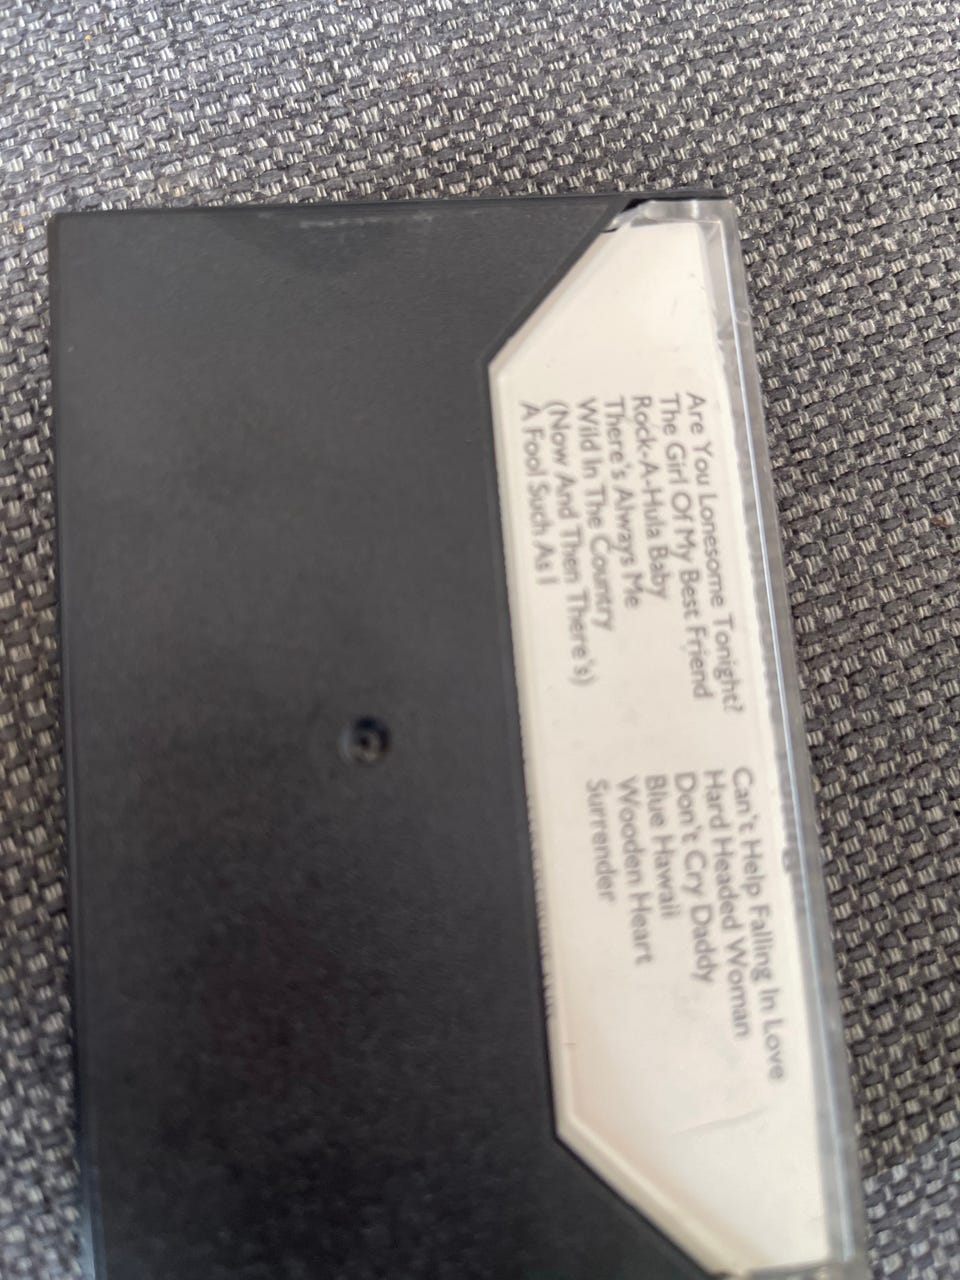 Are You Lonesome Tonight?
The Girl Of My Best Friend
Rock-A-Hula Baby
There's Always Me
Wild In The Country
(Now And Then There's)
A Fool Such As I
Can't Help Falling In Love
Hard Headed Woman
Don't Cry Daddy
Blue Hawaii
Wooden Heart
Surrender